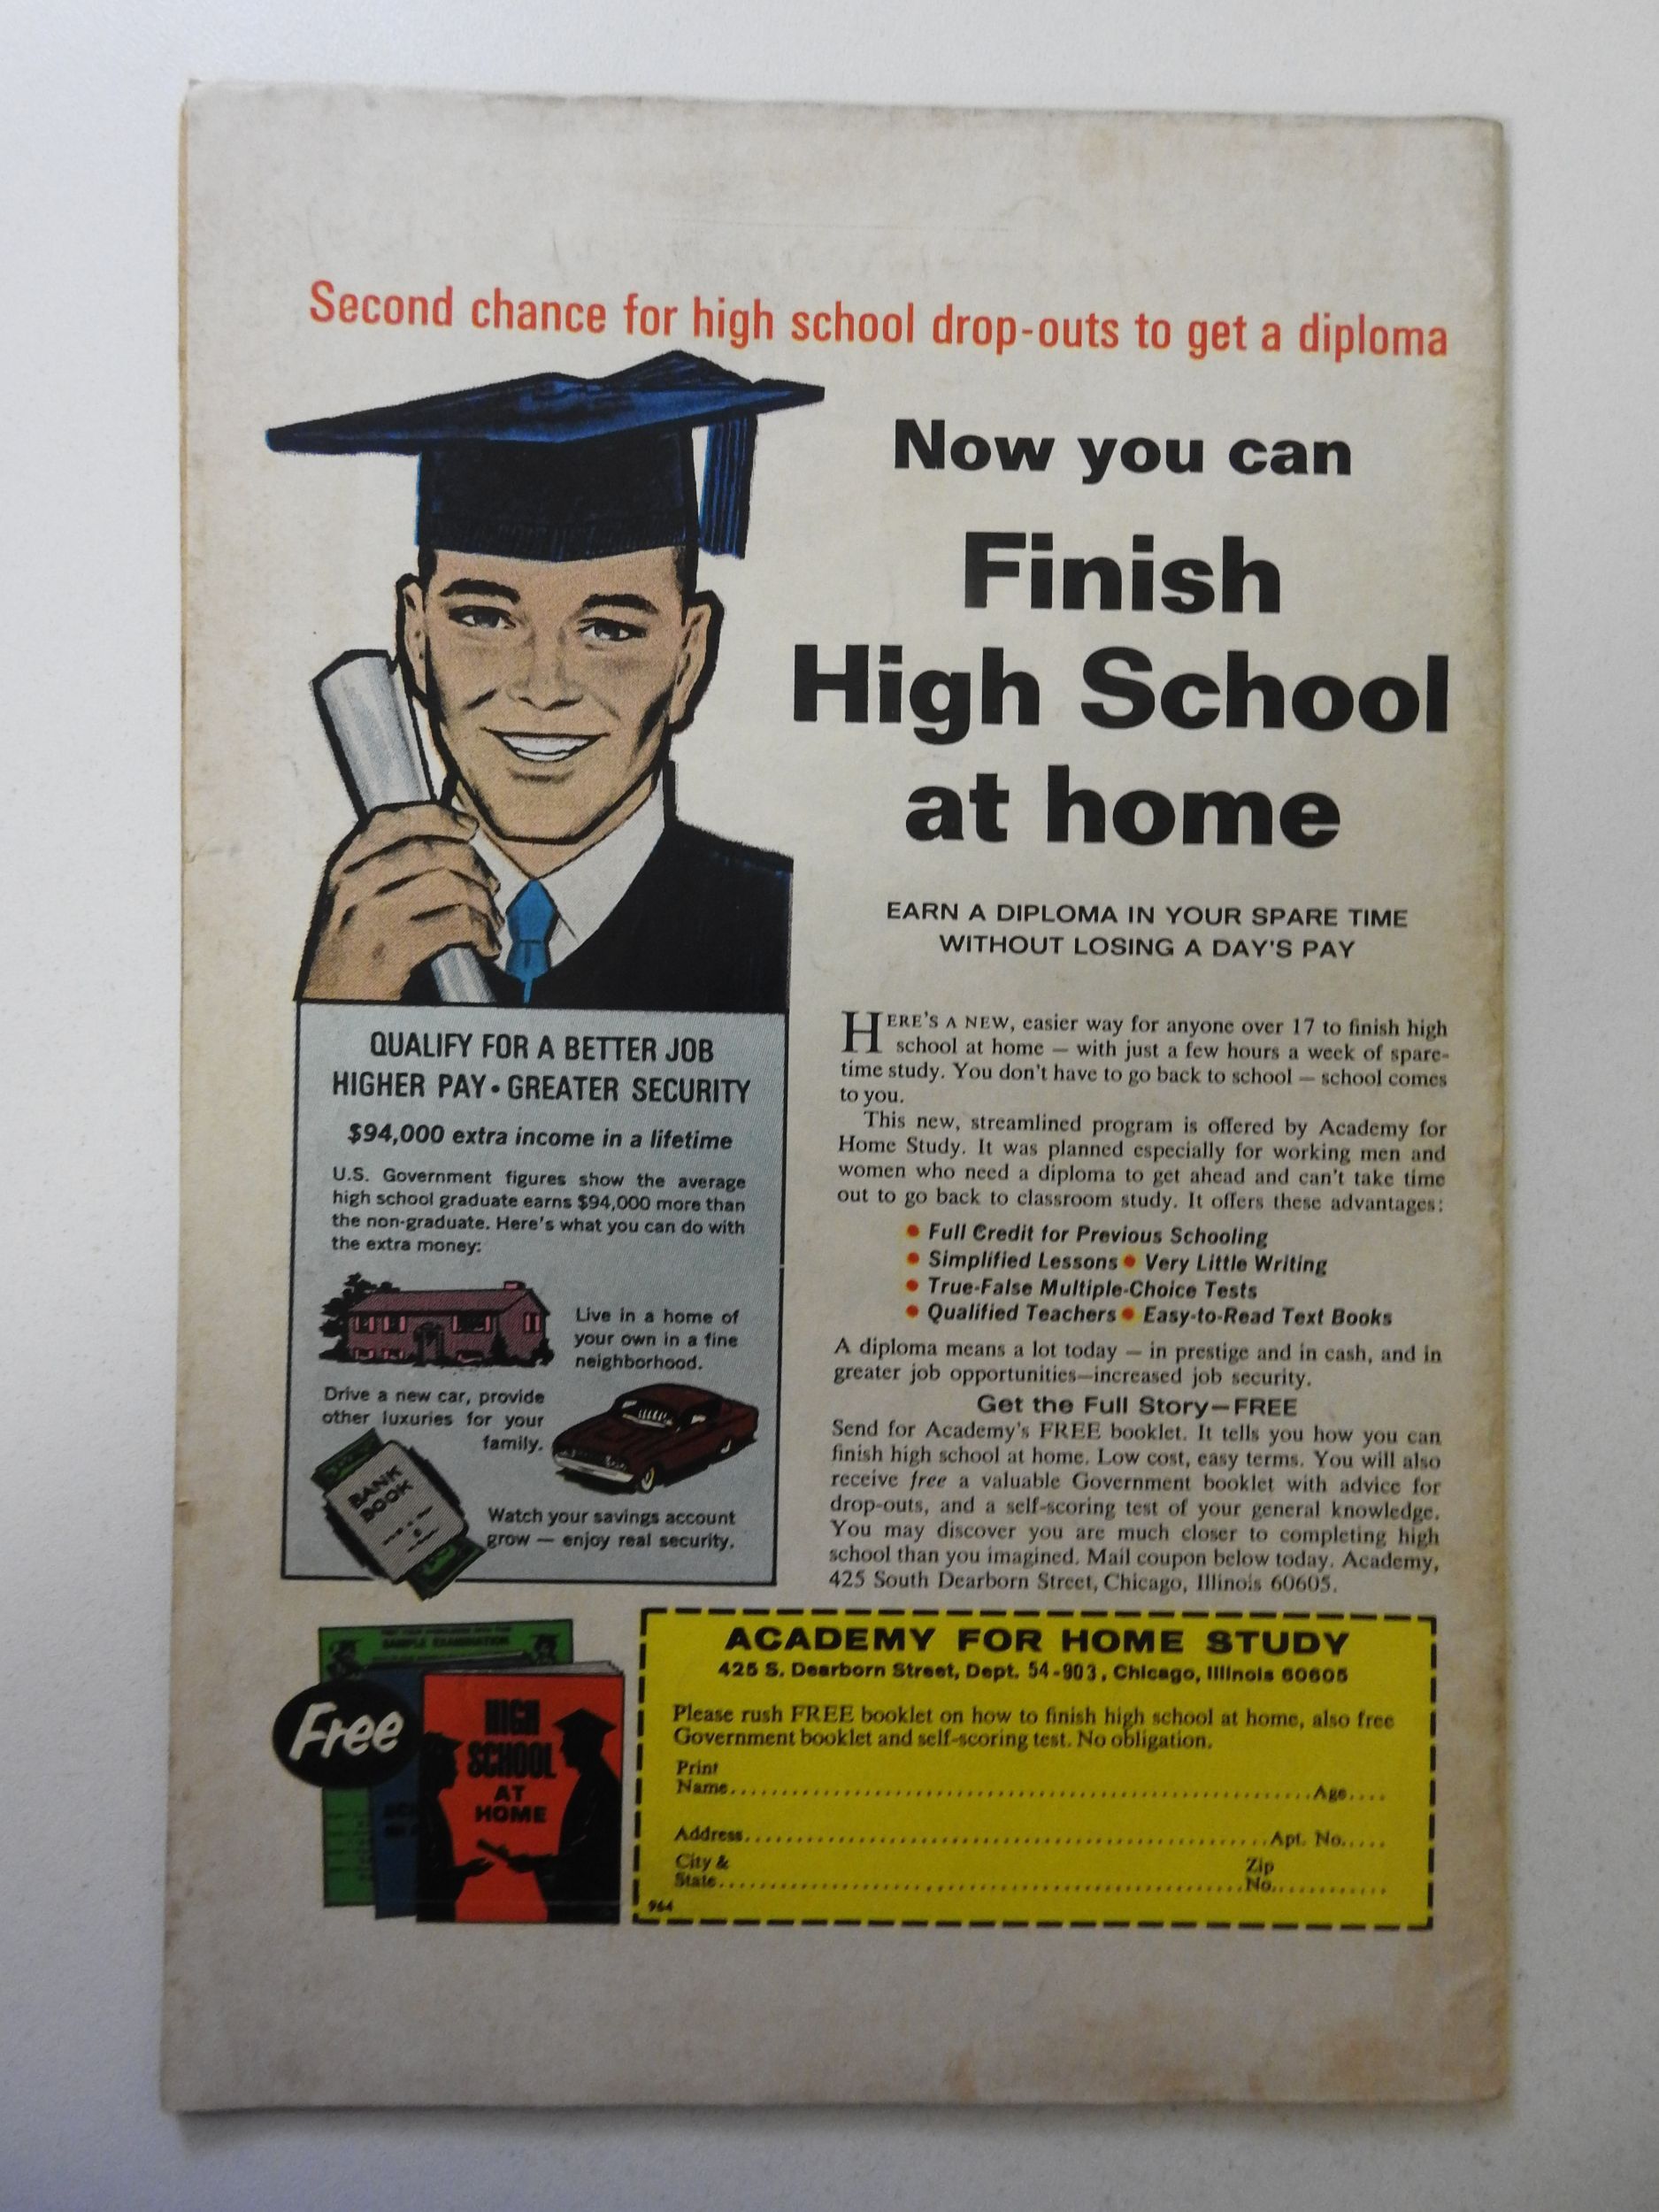 Second chance for high school drop-outs to get a diploma
Now you can
Finish
High School
at home
EARN A DIPLOMA IN YOUR SPARE TIME
WITHOUT LOSING A DAY'S PAY
HERE'S A NEW, easier way for anyone over 17 to finish high
school at home — with just a few hours a week of spare-
time study. You don't have to go back to school — school comes
to you.
This new, streamlined program is offered by Academy for
Home Study. It was planned especially for working men and
women who need a diploma to get ahead and can't take time
out to go back to classroom study. It offers these advantages:
• Full Credit for Previous Schooling
• Simplified Lessons • Very Little Writing
• True-False Multiple-Choice Tests
• Qualified Teachers • Easy-to-Read Text Books
A diploma means a lot today — in prestige and in cash, and in
greater job opportunities—increased job security.
Get the Full Story—FREE
Send for Academy's FREE booklet. It tells you how you can
finish high school at home. Low cost, easy terms. You will also
receive free a valuable Government booklet with advice for
drop-outs, and a self-scoring test of your general knowledge.
You may discover you are much closer to completing high
school than you imagined. Mail coupon below today. Academy,
425 South Dearborn Street, Chicago, Illinois 60605.
QUALIFY FOR A BETTER JOB
HIGHER PAY • GREATER SECURITY
$94,000 extra income in a lifetime
U.S. Government figures show the average
high school graduate earns $94,000 more than
the non-graduate. Here's what you can do with
the extra money:
Live in a home of
your own in a fine
neighborhood.
Drive a new car, provide
other luxuries for your
family.
BANK
BOOK
Watch your savings account
grow — enjoy real security.
SAMPLE EXAMINATION
Free
HIGH
SCHOOL
AT
HOME
ACADEMY FOR HOME STUDY
425 S. Dearborn Street, Dept. 54-903, Chicago, Illinois 60605
Please rush FREE booklet on how to finish high school at home, also free
Government booklet and self-scoring test. No obligation.
Print
Name Age
Address Apt. No.
City & Zip
State No.
964